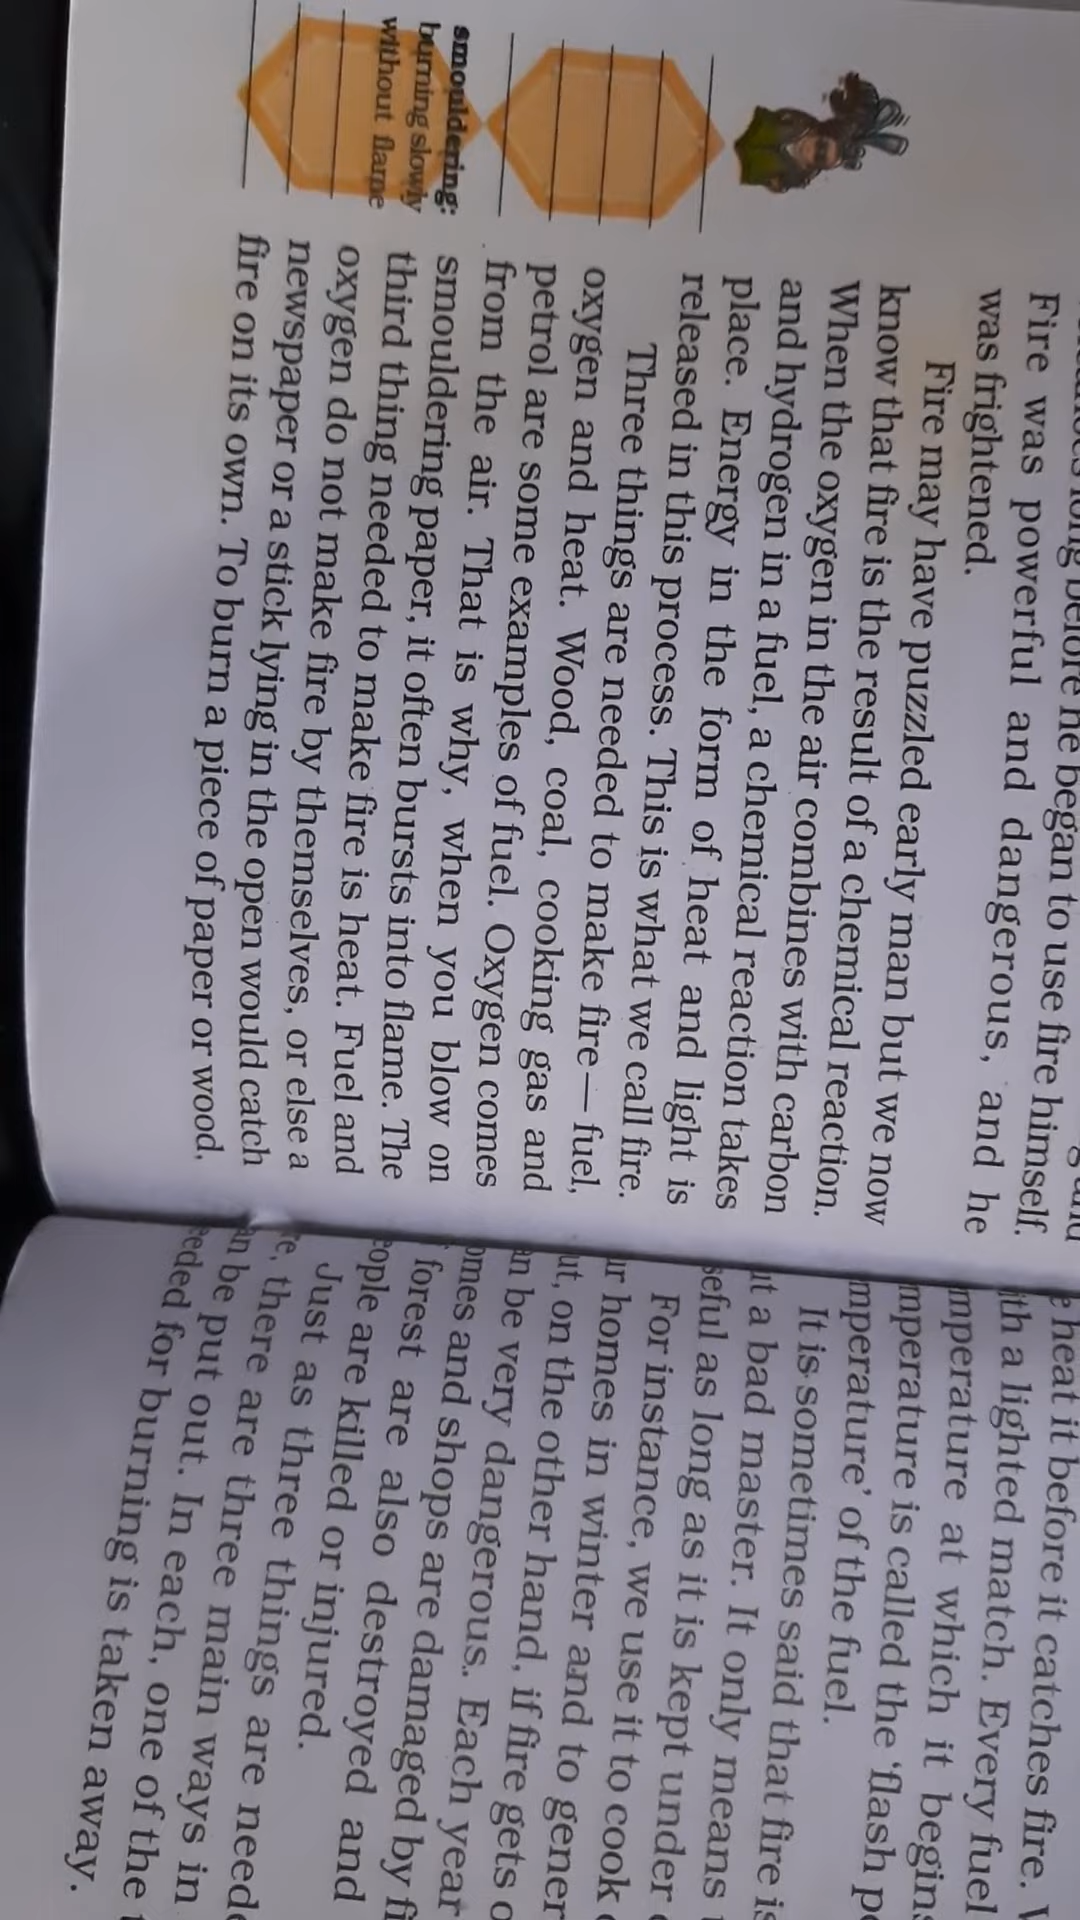 long before he began to use fire himself.
Fire was powerful and dangerous, and he
was frightened.
Fire may have puzzled early man but we now
know that fire is the result of a chemical reaction.
When the oxygen in the air combines with carbon
and hydrogen in a fuel, a chemical reaction takes
place. Energy in the form of heat and light is
released in this process. This is what we call fire.
Three things are needed to make fire— fuel,
oxygen and heat. Wood, coal, cooking gas and
petrol are some examples of fuel. Oxygen comes
from the air. That is why, when you blow on
smouldering paper, it often bursts into flame. The
third thing needed to make fire is heat. Fuel and
oxygen do not make fire by themselves, or else a
newspaper or a stick lying in the open would catch
fire on its own. To burn a piece of paper or wood,
smouldering:
burning slowly
without flame
heat it before it catches fire.
a lighted match. Every fuel
at which it begins
is called the 'flash
of the fuel.
It is sometimes said that fire is
a bad master. It only means
as long as it is kept under
For instance, we use it to cook
homes in winter and to
on the other hand, if fire gets
be very dangerous. Each year
and shops are damaged by
forest are also destroyed and
are killed or injured.
Just as three things are
there are three main ways in
be put out. In each, one of the
for burning is taken away.